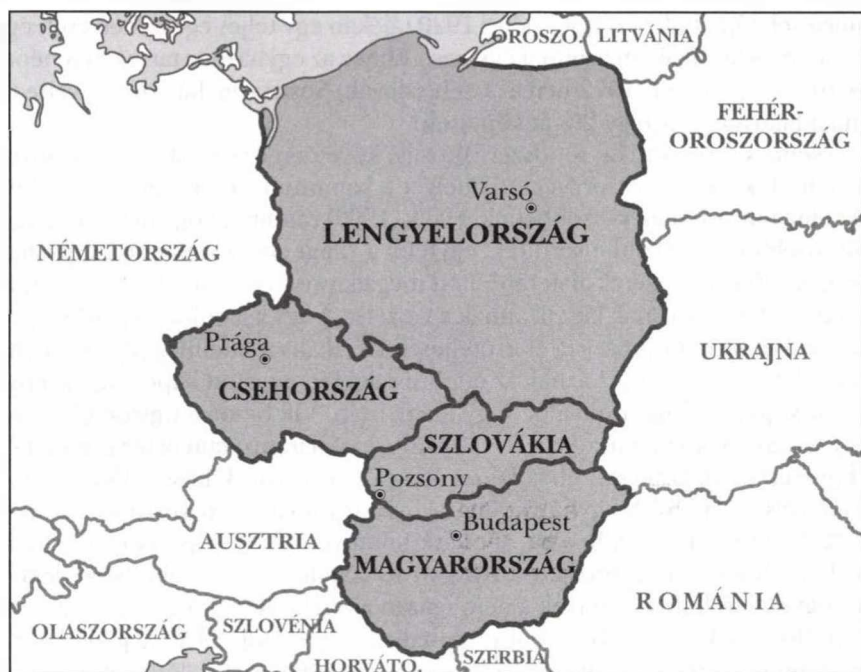 OROSZO.
LITVÁNIA
FEHÉR-
OROSZORSZÁG
Varsó
LENGYELORSZÁG
NÉMETORSZÁG
Prága
CSEHORSZÁG
UKRAJNA
SZLOVÁKIA
Pozsony
Budapest
AUSZTRIA
MAGYARORSZÁG
ROMÁNIA
OLASZORSZÁG
SZLOVÉNIA
HORVÁTO.
SZERBIA